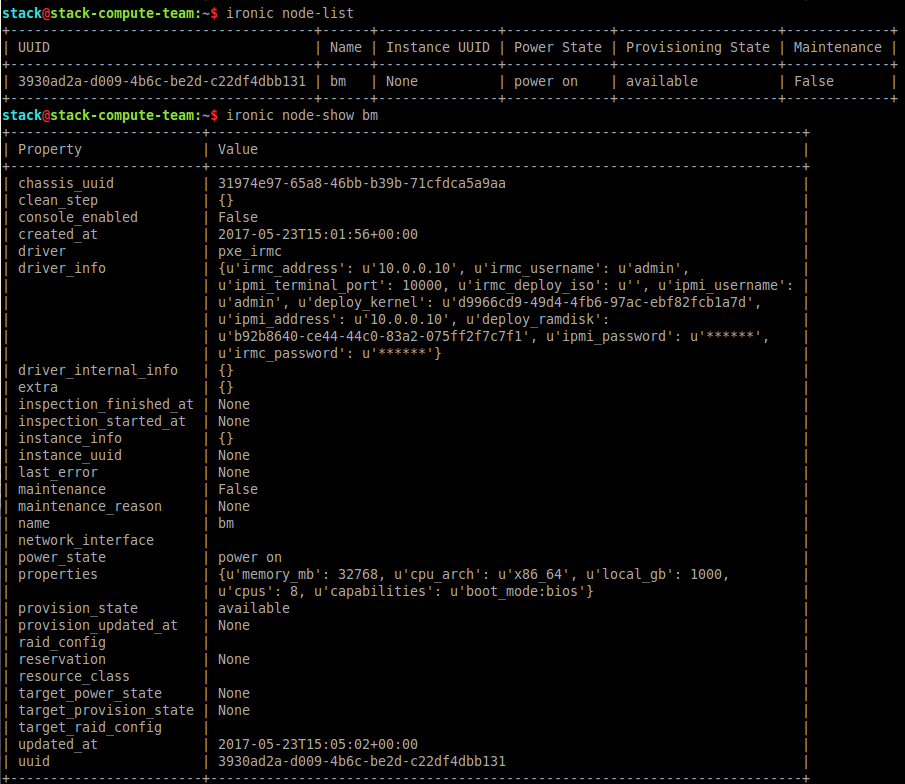 stack@stack-compute-team:~$ ironic node-list
+--------------------------------------+------+---------------+-------------+--------------------+-------------+
| UUID                                 | Name | Instance UUID | Power State | Provisioning State | Maintenance |
+--------------------------------------+------+---------------+-------------+--------------------+-------------+
| 3930ad2a-d009-4b6c-be2d-c22df4dbb131 | bm   | None          | power on    | available          | False       |
+--------------------------------------+------+---------------+-------------+--------------------+-------------+
stack@stack-compute-team:~$ ironic node-show bm
+------------------------+--------------------------------------------------------------------------+
| Property               | Value                                                                    |
+------------------------+--------------------------------------------------------------------------+
| chassis_uuid           | 31974e97-65a8-46bb-b39b-71cfdca5a9aa                                     |
| clean_step             | {}                                                                       |
| console_enabled        | False                                                                    |
| created_at             | 2017-05-23T15:01:56+00:00                                                |
| driver                 | pxe_irmc                                                                 |
| driver_info            | {u'irmc_address': u'10.0.0.10', u'irmc_username': u'admin',              |
|                        | u'ipmi_terminal_port': 10000, u'irmc_deploy_iso': u'', u'ipmi_username': |
|                        | u'admin', u'deploy_kernel': u'd9966cd9-49d4-4fb6-97ac-ebf82fcb1a7d',     |
|                        | u'ipmi_address': u'10.0.0.10', u'deploy_ramdisk':                        |
|                        | u'b92b8640-ce44-44c0-83a2-075ff2f7c7f1', u'ipmi_password': u'******',    |
|                        | u'irmc_password': u'******'}                                             |
| driver_internal_info   | {}                                                                       |
| extra                  | {}                                                                       |
| inspection_finished_at | None                                                                     |
| inspection_started_at  | None                                                                     |
| instance_info          | {}                                                                       |
| instance_uuid          | None                                                                     |
| last_error             | None                                                                     |
| maintenance            | False                                                                    |
| maintenance_reason     | None                                                                     |
| name                   | bm                                                                       |
| network_interface      |                                                                          |
| power_state            | power on                                                                 |
| properties             | {u'memory_mb': 32768, u'cpu_arch': u'x86_64', u'local_gb': 1000,         |
|                        | u'cpus': 8, u'capabilities': u'boot_mode:bios'}                          |
| provision_state        | available                                                                |
| provision_updated_at   | None                                                                     |
| raid_config            |                                                                          |
| reservation            | None                                                                     |
| resource_class         |                                                                          |
| target_power_state     | None                                                                     |
| target_provision_state | None                                                                     |
| target_raid_config     |                                                                          |
| updated_at             | 2017-05-23T15:05:02+00:00                                                |
| uuid                   | 3930ad2a-d009-4b6c-be2d-c22df4dbb131                                     |
+------------------------+--------------------------------------------------------------------------+